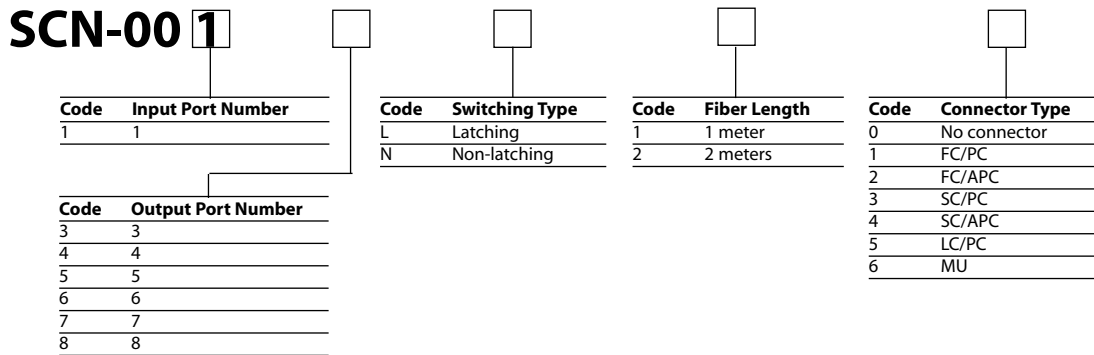 SCN-00 1
Code Input Port Number
1 1
Code Output Port Number
3 3
4 4
5 5
6 6
7 7
8 8
Code Switching Type
L Latching
N Non-latching
Code Fiber Length
1 1 meter
2 2 meters
Code Connector Type
0 No connector
1 FC/PC
2 FC/APC
3 SC/PC
4 SC/APC
5 LC/PC
6 MU